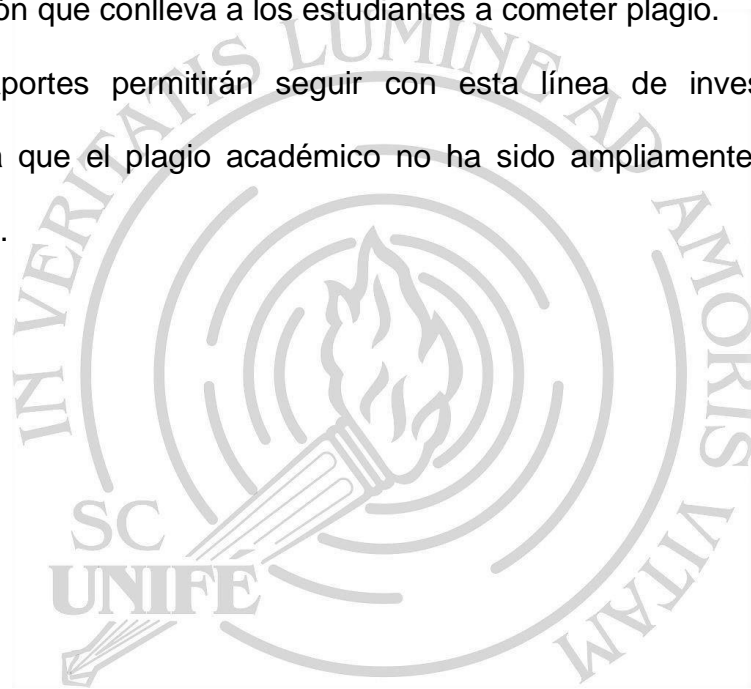 ón que conlleva a los estudiantes a cometer plagio.
portes permitirán seguir con esta línea de inves
a que el plagio académico no ha sido ampliamente
.
IN VERITATIS LUMINE AD AMORIS VITAM
SC
UNIFÉ